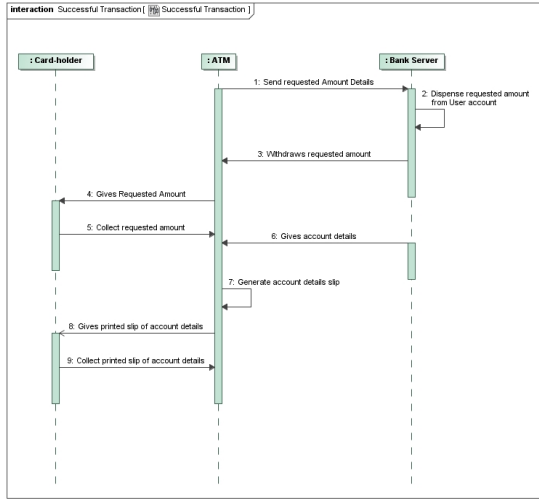 interaction Successful Transaction [ Successful Transaction ]
: Card-holder
: ATM
: Bank Server
1: Send requested Amount Details
2: Dispense requested amount
from User account
3: Withdraws requested amount
4: Gives Requested Amount
5: Collect requested amount
6: Gives account details
7: Generate account details slip
8: Gives printed slip of account details
9: Collect printed slip of account details